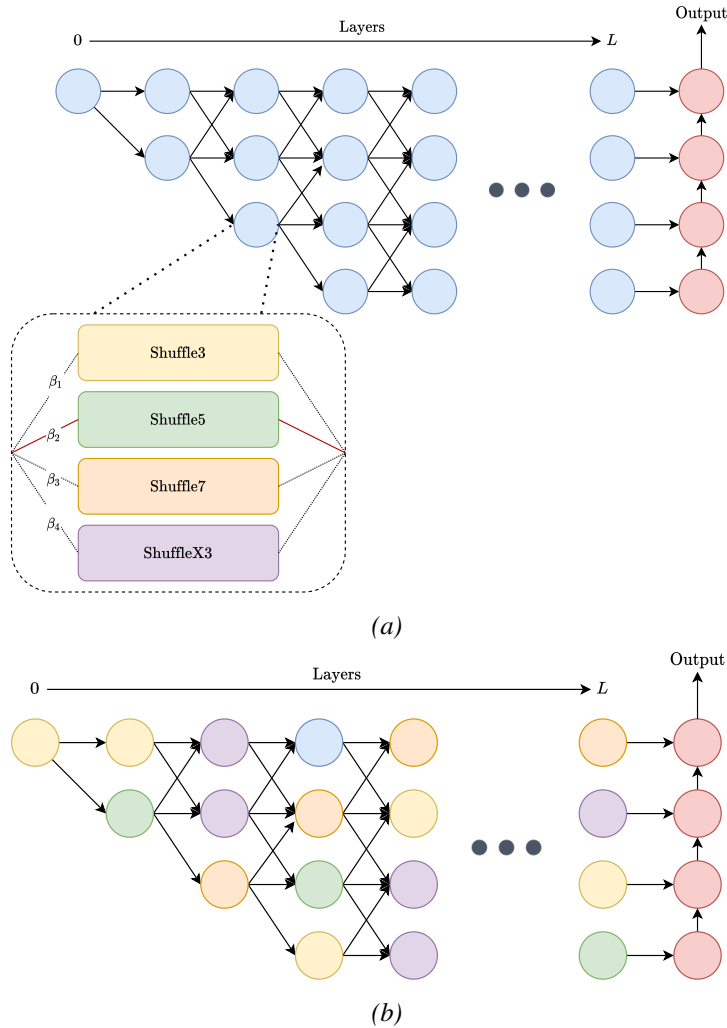 Output
Layers
0 L
Shuffle3
β1
Shuffle5
β2
Shuffle7
β3
ShuffleX3
β4
(a)
Output
Layers
0 L
(b)